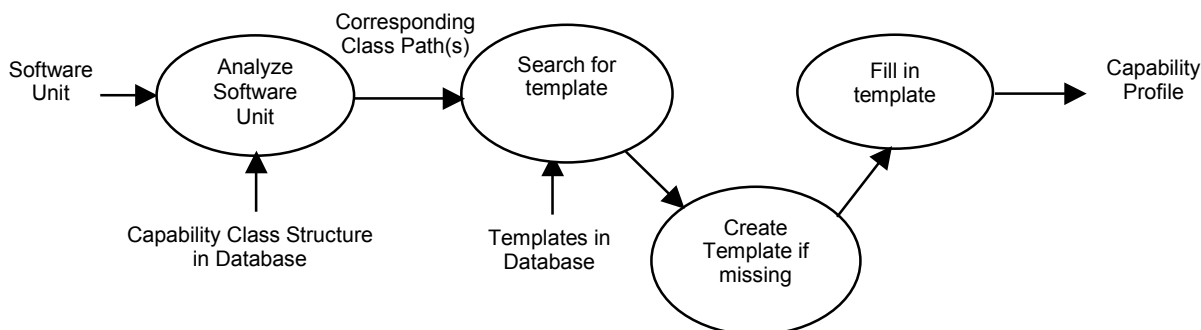 Software
Unit
Analyze
Software
Unit
Corresponding
Class Path(s)
Search for
template
Fill in
template
Capability
Profile
Capability Class Structure
in Database
Templates in
Database
Create
Template if
missing